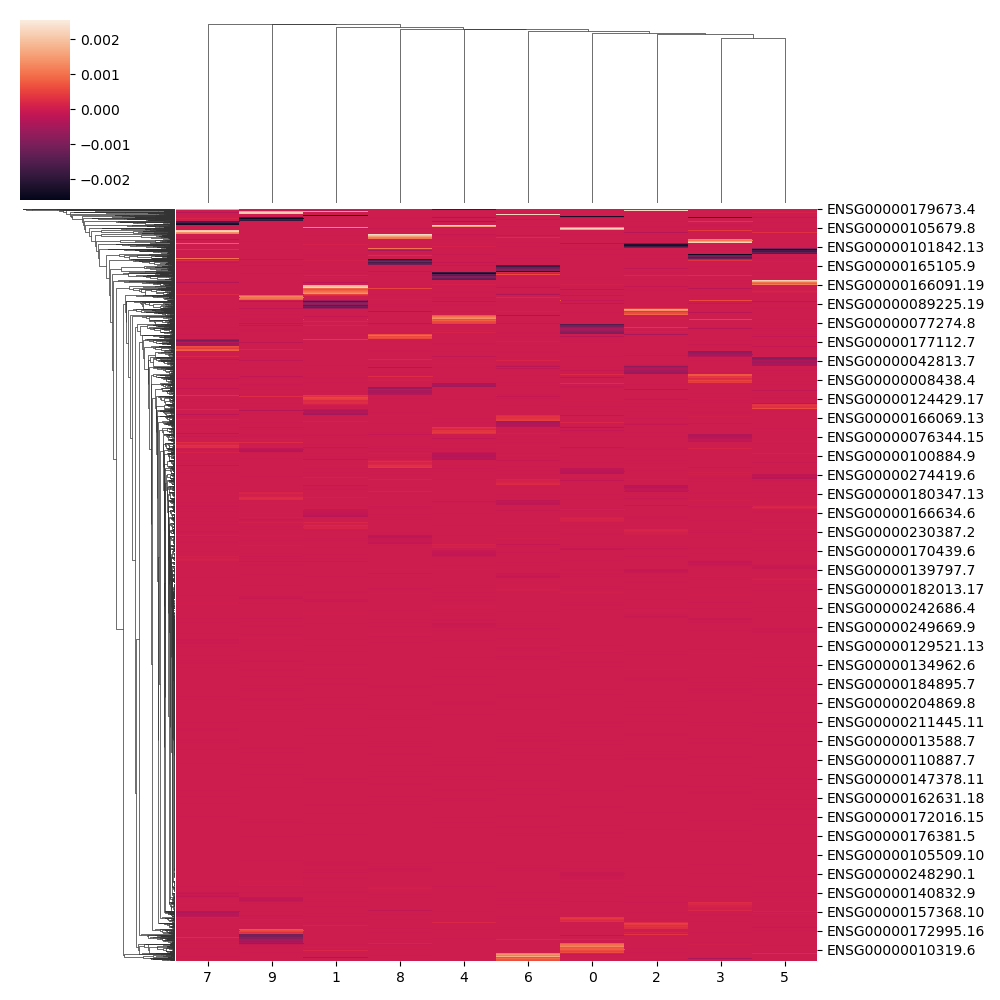 0.002
0.001
0.000
−0.001
−0.002
ENSG00000179673.4
ENSG00000105679.8
ENSG00000101842.13
ENSG00000165105.9
ENSG00000166091.19
ENSG00000089225.19
ENSG00000077274.8
ENSG00000177112.7
ENSG00000042813.7
ENSG00000008438.4
ENSG00000124429.17
ENSG00000166069.13
ENSG00000076344.15
ENSG00000100884.9
ENSG00000274419.6
ENSG00000180347.13
ENSG00000166634.6
ENSG00000230387.2
ENSG00000170439.6
ENSG00000139797.7
ENSG00000182013.17
ENSG00000242686.4
ENSG00000249669.9
ENSG00000129521.13
ENSG00000134962.6
ENSG00000184895.7
ENSG00000204869.8
ENSG00000211445.11
ENSG00000013588.7
ENSG00000110887.7
ENSG00000147378.11
ENSG00000162631.18
ENSG00000172016.15
ENSG00000176381.5
ENSG00000105509.10
ENSG00000248290.1
ENSG00000140832.9
ENSG00000157368.10
ENSG00000172995.16
ENSG00000010319.6
7 9 1 8 4 6 0 2 3 5